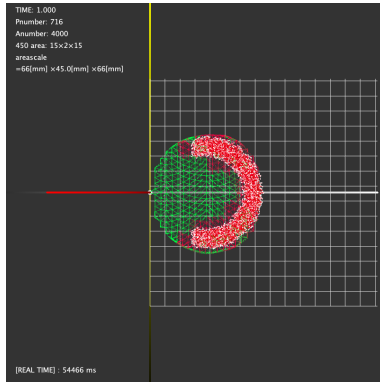 TIME: 1.000
Pnumber: 716
Anumber: 4000
450 area: 15×2×15
areascale
=66[mm] ×45.0[mm] ×66[mm]
[REAL TIME] : 54466 ms